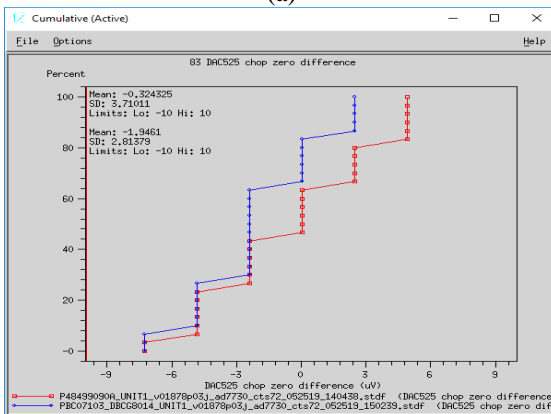 (a)
Cumulative (Active)
File Options Help
83 DAC525 chop zero difference
Percent
Mean: -0.324325
SD: 3.71011
Limits: Lo: -10 Hi: 10
Mean: -1.9461
SD: 2.81379
Limits: Lo: -10 Hi: 10
100
80
60
40
20
-0
-9 -6 -3 0 3 6 9
DAC525 chop zero difference (uV)
P48499090A_UNIT1_v01878p03j_ad7730_cts72_052519_140438.stdf (DAC525 chop zero difference
PBC07103_DBCG8014_UNIT1_v01878p03j_ad7730_cts72_052519_150239.stdf (DAC525 chop zero dif